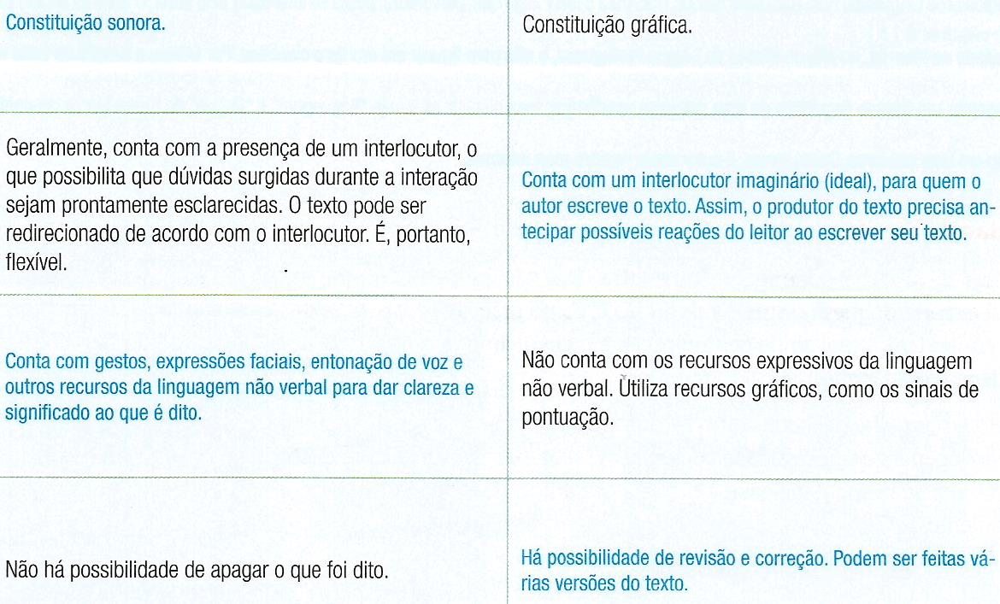 Constituição sonora.
Constituição gráfica.
Geralmente, conta com a presença de um interlocutor, o
que possibilita que dúvidas surgidas durante a interação
sejam prontamente esclarecidas. O texto pode ser
redirecionado de acordo com o interlocutor. É, portanto,
flexível.
Conta com um interlocutor imaginário (ideal), para quem o
autor escreve o texto. Assim, o produtor do texto precisa an-
tecipar possíveis reações do leitor ao escrever seu texto.
Conta com gestos, expressões faciais, entonação de voz e
outros recursos da linguagem não verbal para dar clareza e
significado ao que é dito.
Não conta com os recursos expressivos da linguagem
não verbal. Utiliza recursos gráficos, como os sinais de
pontuação.
Não há possibilidade de apagar o que foi dito.
Há possibilidade de revisão e correção. Podem ser feitas vá-
rias versões do texto.